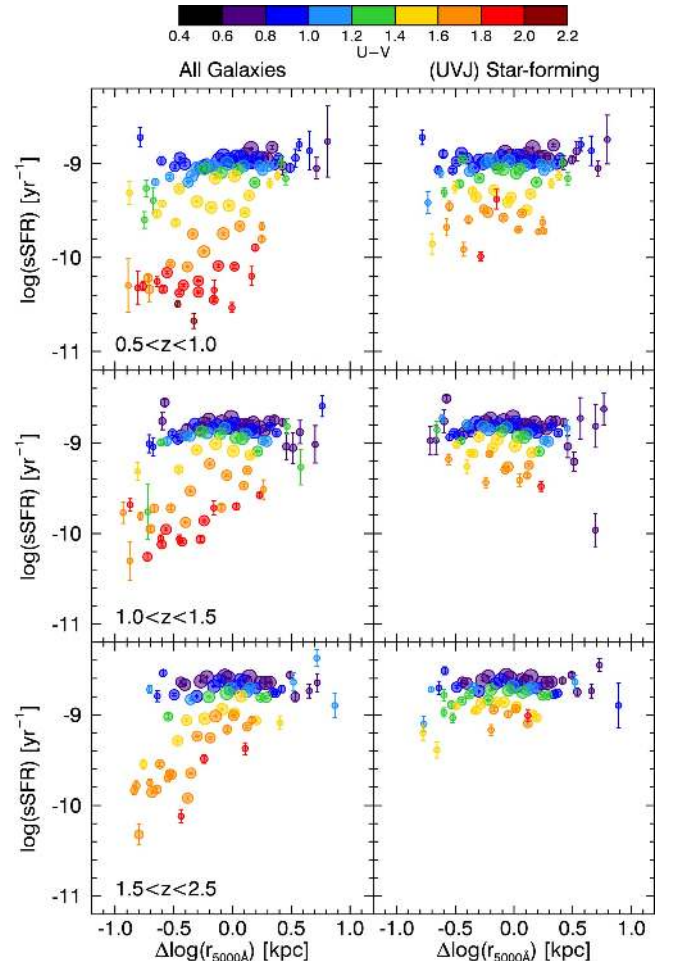 0.4 0.6 0.8 1.0 1.2 1.4 1.6 1.8 2.0 2.2
U−V
All Galaxies
(UVJ) Star-forming
log(sSFR) [yr⁻¹]
-9
-10
-11
0.5<z<1.0
log(sSFR) [yr⁻¹]
-9
-10
-11
1.0<z<1.5
log(sSFR) [yr⁻¹]
-9
-10
-11
1.5<z<2.5
-1.0 -0.5 0.0 0.5 1.0 -1.0 -0.5 0.0 0.5 1.0
Δlog(r₅₀₀₀Å) [kpc] Δlog(r₅₀₀₀Å) [kpc]